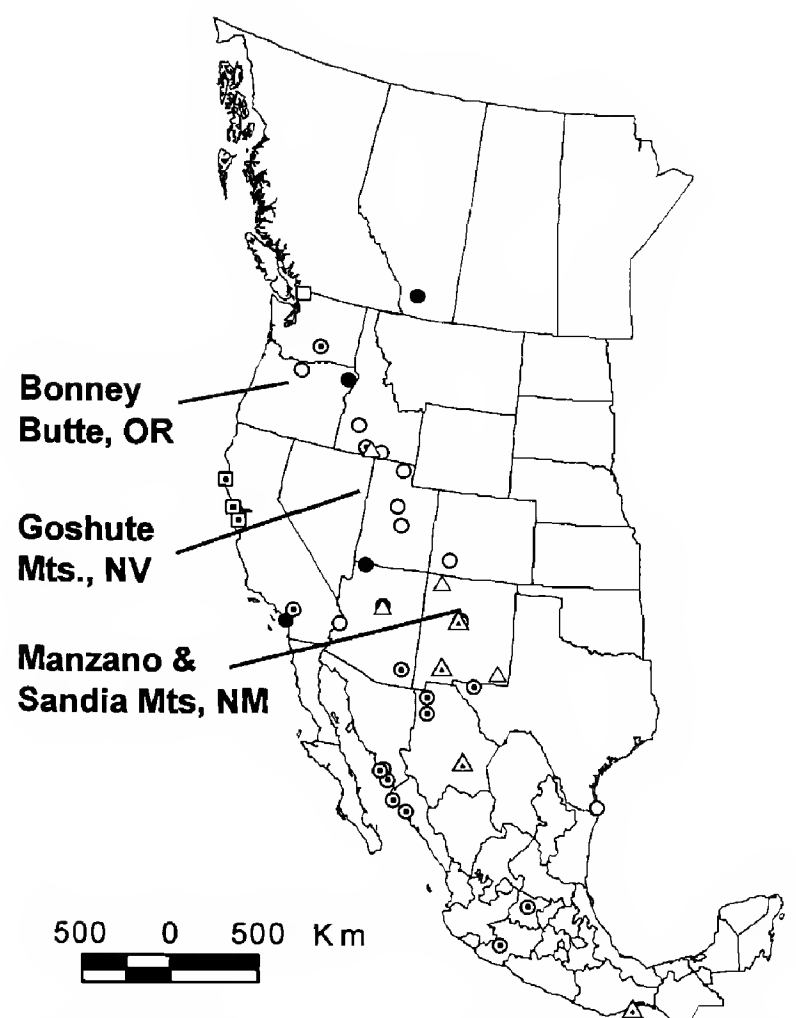 Bonney
Butte, OR
Goshute
Mts., NV
Manzano &
Sandia Mts, NM
500 0 500 Km